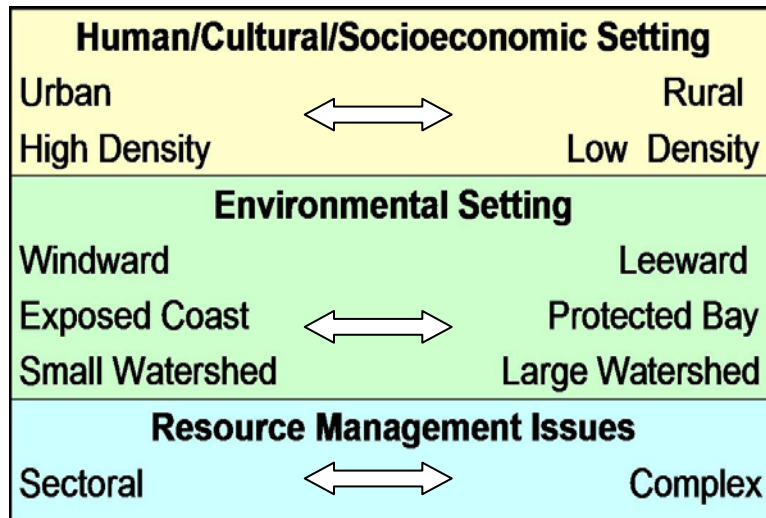 Human/Cultural/Socioeconomic Setting
Urban Rural
High Density Low Density
Environmental Setting
Windward Leeward
Exposed Coast Protected Bay
Small Watershed Large Watershed
Resource Management Issues
Sectoral Complex